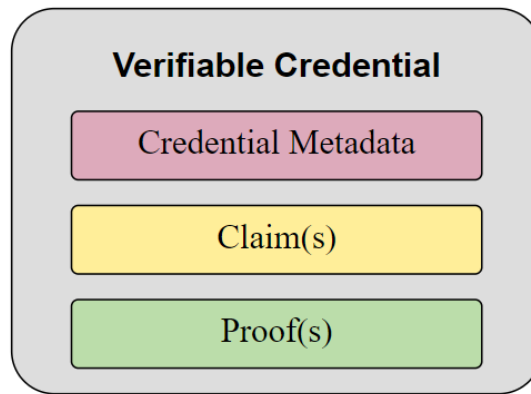 Verifiable Credential
Credential Metadata
Claim(s)
Proof(s)